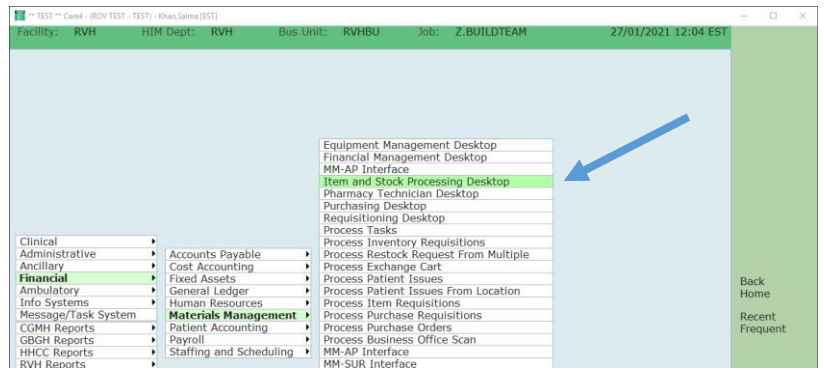 ** TEST ** Care4 - (ROV TEST - TEST) - Khan,Salma [EST]
Facility: RVH HIM Dept: RVH Bus Unit: RVHBU Job: Z.BUILDTEAM 27/01/2021 12:04 EST
Equipment Management Desktop
Financial Management Desktop
MM-AP Interface
Item and Stock Processing Desktop
Pharmacy Technician Desktop
Purchasing Desktop
Requisitioning Desktop
Process Tasks
Process Inventory Requisitions
Process Restock Request From Multiple
Process Exchange Cart
Process Patient Issues
Process Patient Issues From Location
Process Item Requisitions
Process Purchase Requisitions
Process Purchase Orders
Process Business Office Scan
MM-AP Interface
MM-SUR Interface
Clinical
Administrative
Ancillary
Financial
Ambulatory
Info Systems
Message/Task System
CGMH Reports
GBGH Reports
HHCC Reports
RVH Reports
Accounts Payable
Cost Accounting
Fixed Assets
General Ledger
Human Resources
Materials Management
Patient Accounting
Payroll
Staffing and Scheduling
Back
Home
Recent
Frequent